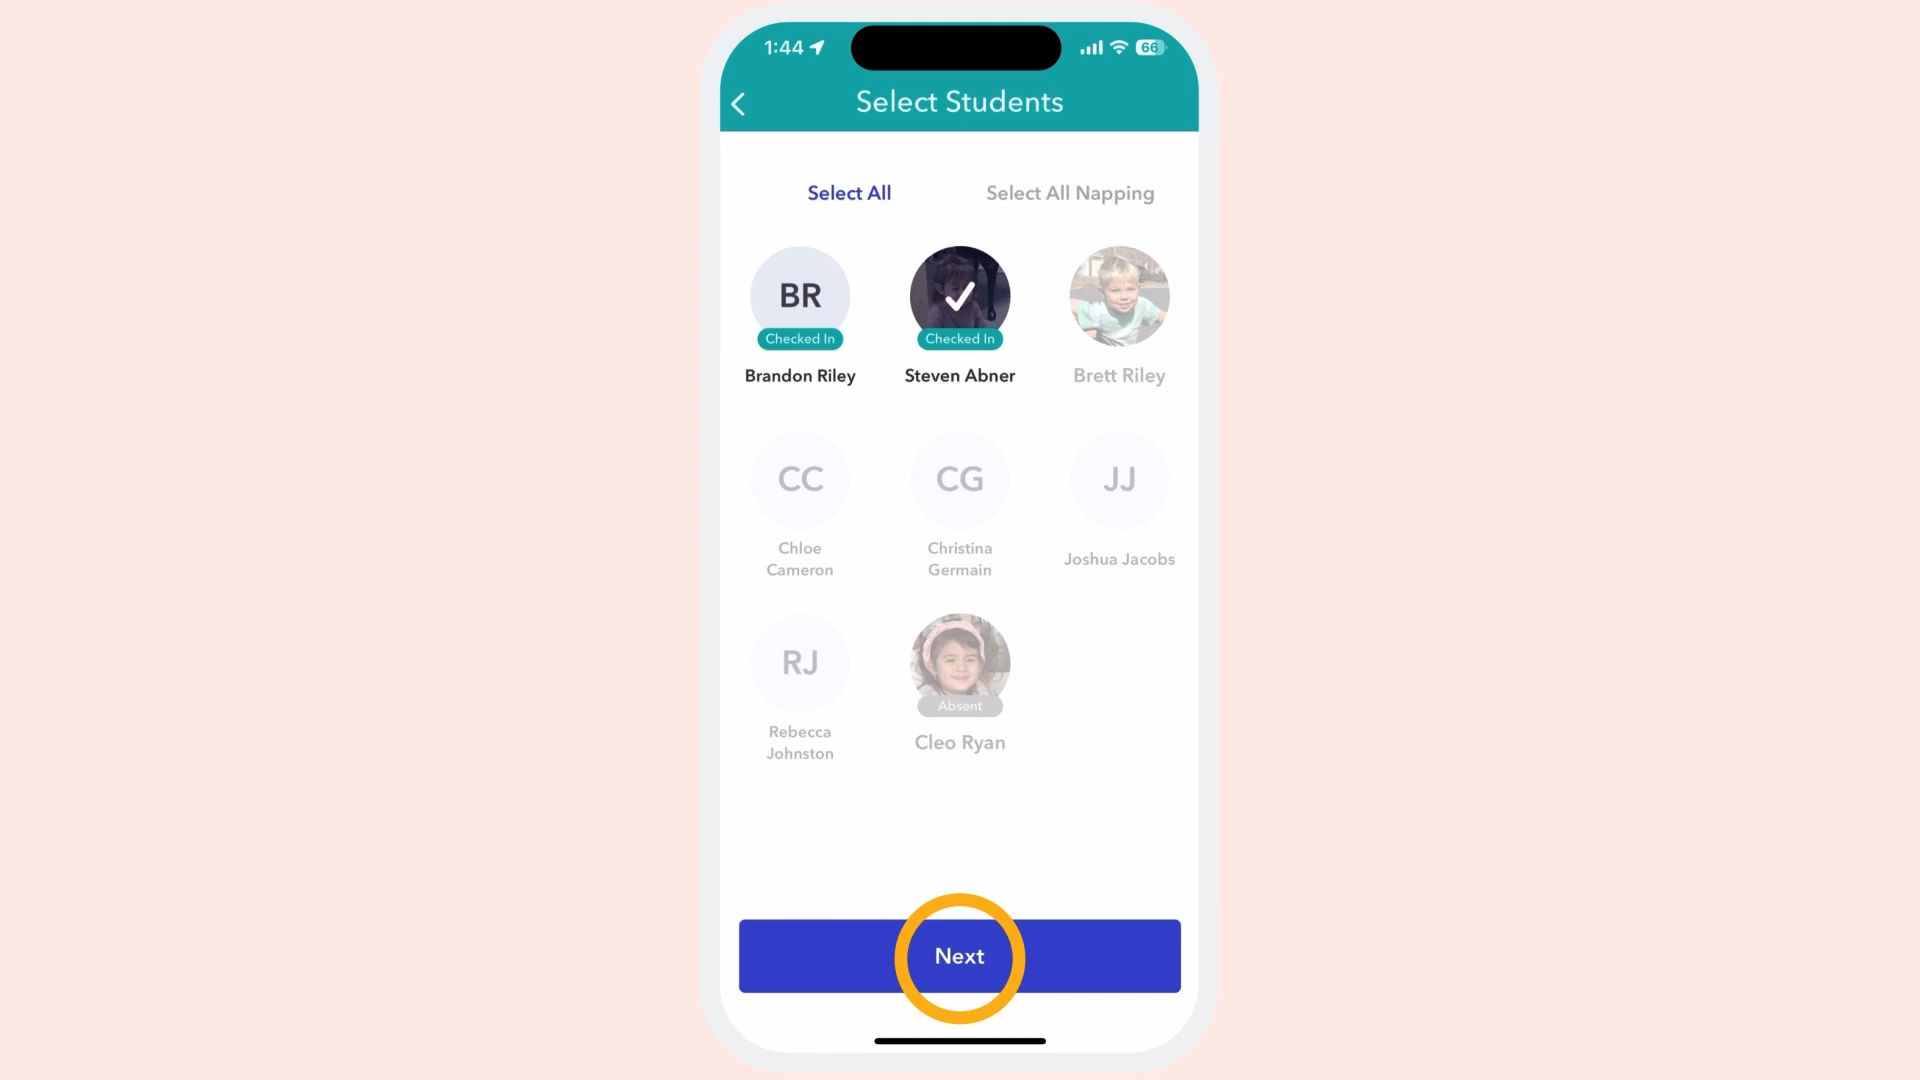 1:44
66
Select Students
Select All
Select All Napping
BR
Checked In
Checked In
Brandon Riley
Steven Abner
Brett Riley
CC
CG
JJ
Chloe
Cameron
Christina
Germain
Joshua Jacobs
RJ
Absent
Rebecca
Johnston
Cleo Ryan
Next